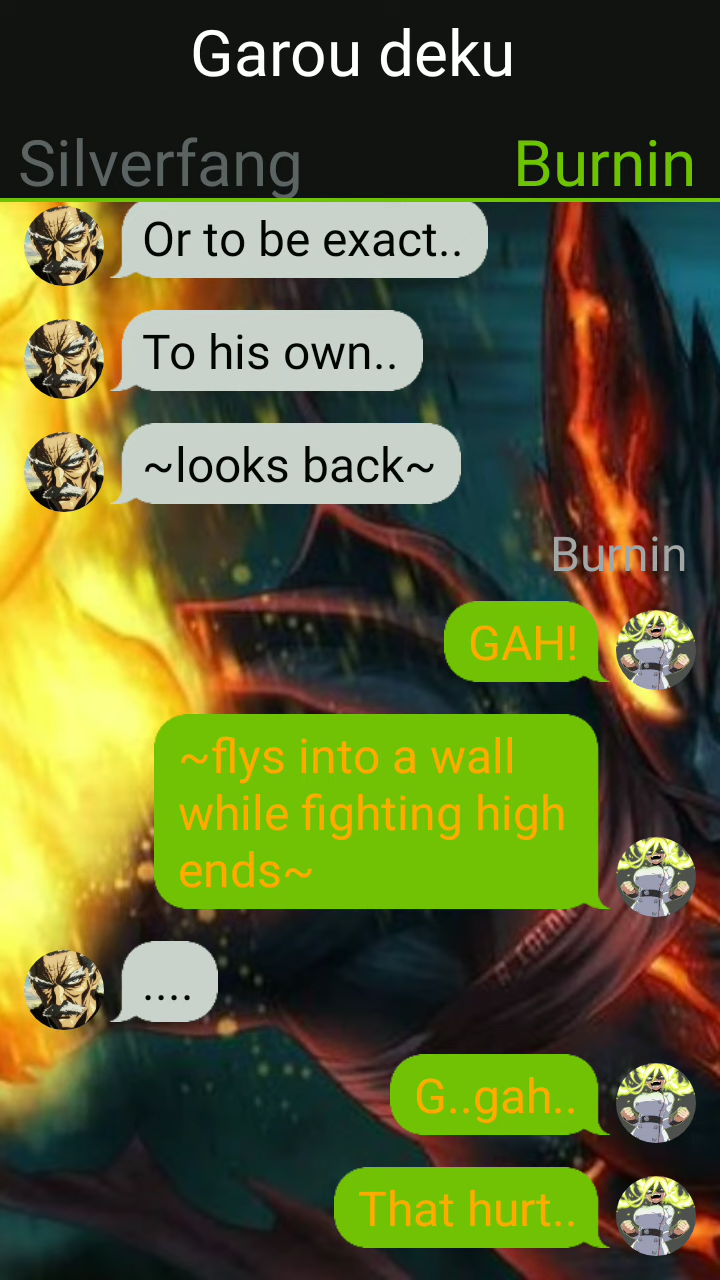 Garou deku
Silverfang
Burnin
Or to be exact..
To his own..
~looks back~
Burnin
GAH!
~flys into a wall
while fighting high
ends~
....
G..gah..
That hurt..